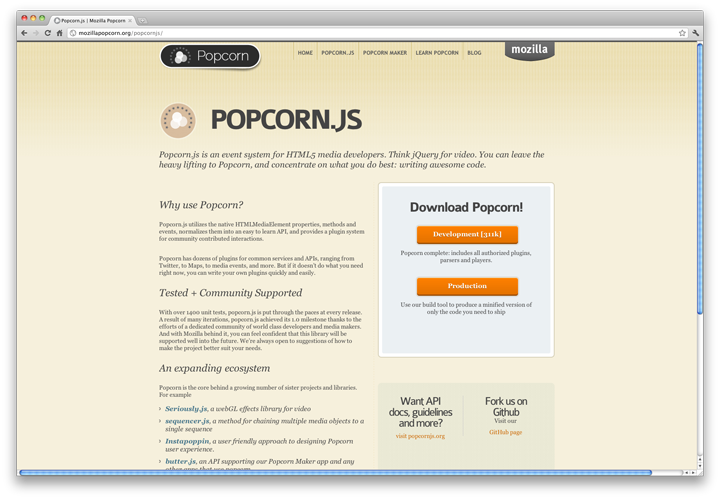 Popcorn.js | Mozilla Popcorn
mozillapopcorn.org/popcornjs/
Popcorn
HOME
POPCORN.JS
POPCORN MAKER
LEARN POPCORN
BLOG
mozilla
POPCORN.JS
Popcorn.js is an event system for HTML5 media developers. Think jQuery for video. You can leave the
heavy lifting to Popcorn, and concentrate on what you do best: writing awesome code.
Why use Popcorn?
Popcorn.js utilizes the native HTMLMediaElement properties, methods and
events, normalizes them into an easy to learn API, and provides a plugin system
for community contributed interactions.
Popcorn has dozens of plugins for common services and APIs, ranging from
Twitter, to Maps, to media events, and more. But if it doesn't do what you need
right now, you can write your own plugins quickly and easily.
Tested + Community Supported
With over 1400 unit tests, popcorn.js is put through the paces at every release.
A result of many iterations, popcorn.js achieved its 1.0 milestone thanks to the
efforts of a dedicated community of world class developers and media makers.
And with Mozilla behind it, you can feel confident that this library will be
supported well into the future. We're always open to suggestions of how to
make the project better suit your needs.
An expanding ecosystem
Popcorn is the core behind a growing number of sister projects and libraries.
For example
› Seriously.js, a webGL effects library for video
› sequencer.js, a method for chaining multiple media objects to a
single sequence
› Instapoppin, a user friendly approach to designing Popcorn
user experience.
› butter.js, an API supporting our Popcorn Maker app and any
other apps that use popcorn
Download Popcorn!
Development [311k]
Popcorn complete: includes all authorized plugins,
parsers and players.
Production
Use our build tool to produce a minified version of
only the code you need to ship
Want API
docs, guidelines
and more?
visit popcornjs.org
Fork us on
Github
Visit our
GitHub page